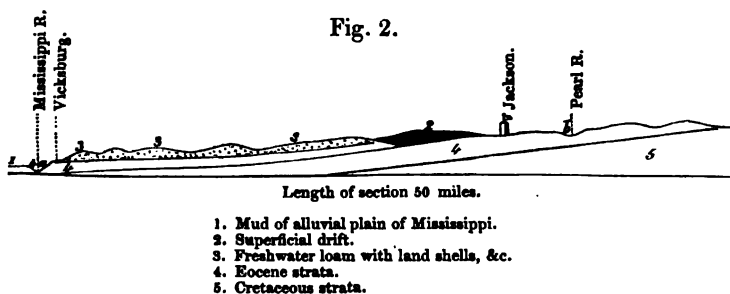 Fig. 2.
Mississippi R.
Vicksburg.
Jackson.
Pearl R.
1
3
3
3
2
4
4
5
Length of section 50 miles.
1. Mud of alluvial plain of Mississippi.
2. Superficial drift.
3. Freshwater loam with land shells, &c.
4. Eocene strata.
5. Cretaceous strata.